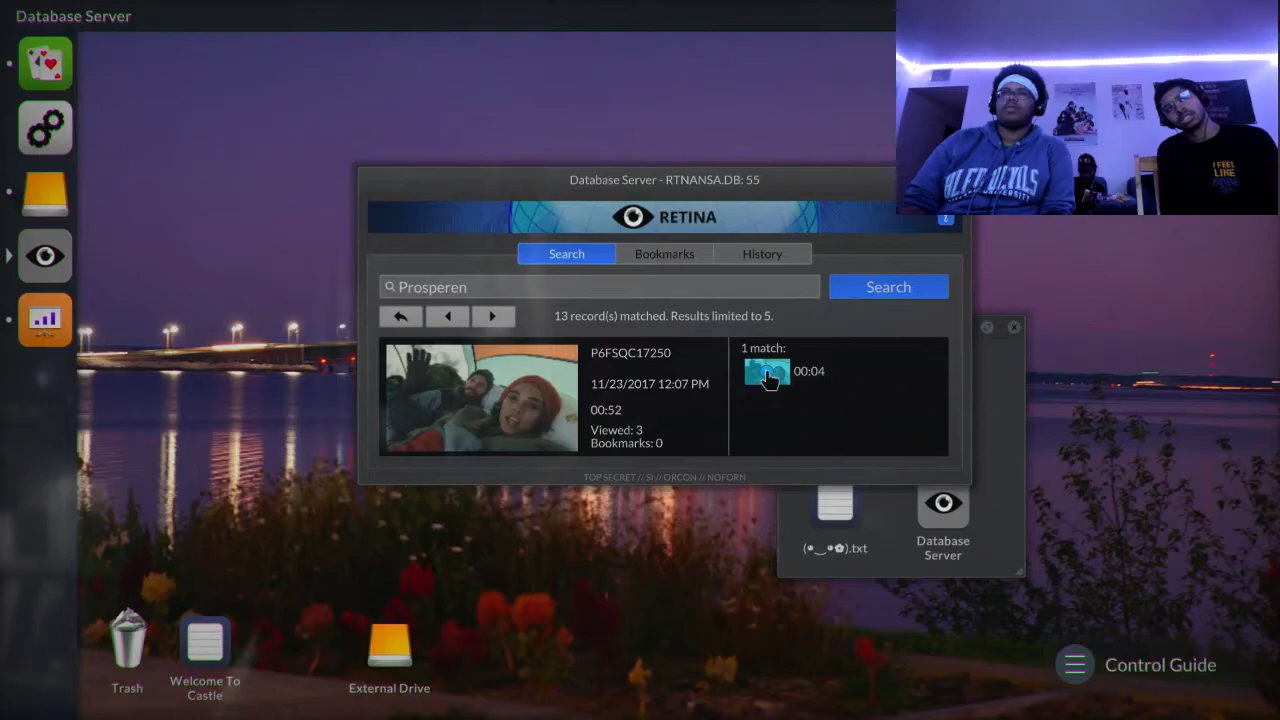 Database Server
Database Server - RTNANSA.DB: 55
RETINA
i
Search
Bookmarks
History
Prosperen
Search
13 record(s) matched. Results limited to 5.
P6FSQC17250
11/23/2017 12:07 PM
00:52
Viewed: 3
Bookmarks: 0
1 match:
00:04
TOP SECRET // SI // ORCON // NOFORN
(•‿•✿).txt
Database
Server
Trash
Welcome To
Castle
External Drive
Control Guide
I FEEL
LIKE